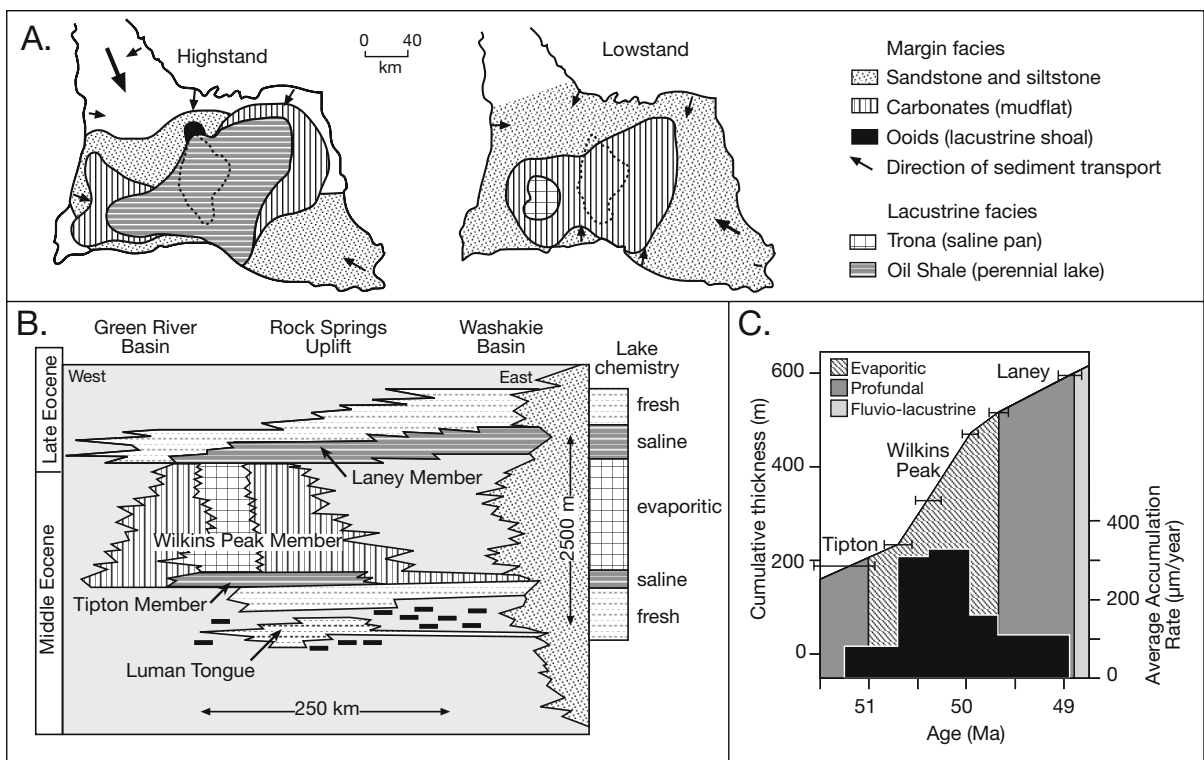 A.
Highstand
0 40
km
Lowstand
Margin facies
Sandstone and siltstone
Carbonates (mudflat)
Ooids (lacustrine shoal)
Direction of sediment transport
Lacustrine facies
Trona (saline pan)
Oil Shale (perennial lake)
B.
Green River
Basin
Rock Springs
Uplift
Washakie
Basin
Lake
chemistry
Late Eocene
Middle Eocene
West
East
fresh
saline
Laney Member
evaporitic
Wilkins Peak Member
2500 m
saline
Tipton Member
fresh
Luman Tongue
250 km
C.
Evaporitic
Profundal
Fluvio-lacustrine
Laney
Wilkins
Peak
Tipton
Cumulative thickness (m)
600
400
200
0
400
200
0
Average Accumulation
Rate (μm/year)
51 50 49
Age (Ma)